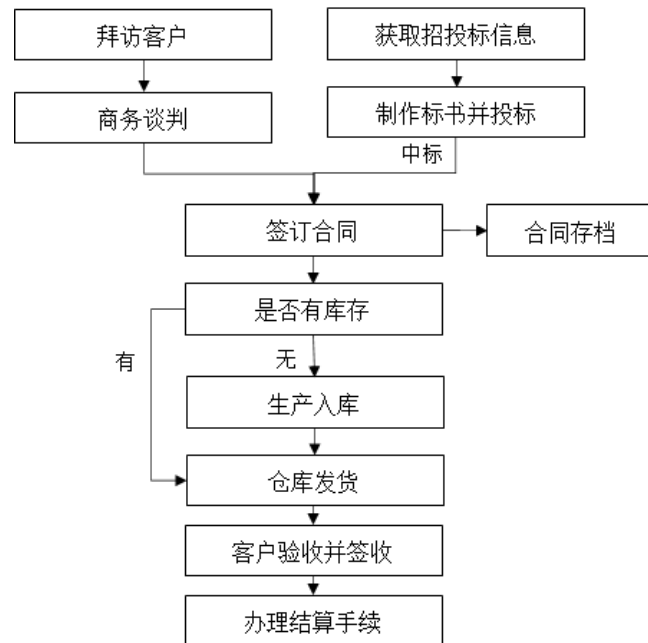 拜访客户
获取招投标信息
商务谈判
制作标书并投标
中标
签订合同
合同存档
是否有库存
有
无
生产入库
仓库发货
客户验收并签收
办理结算手续